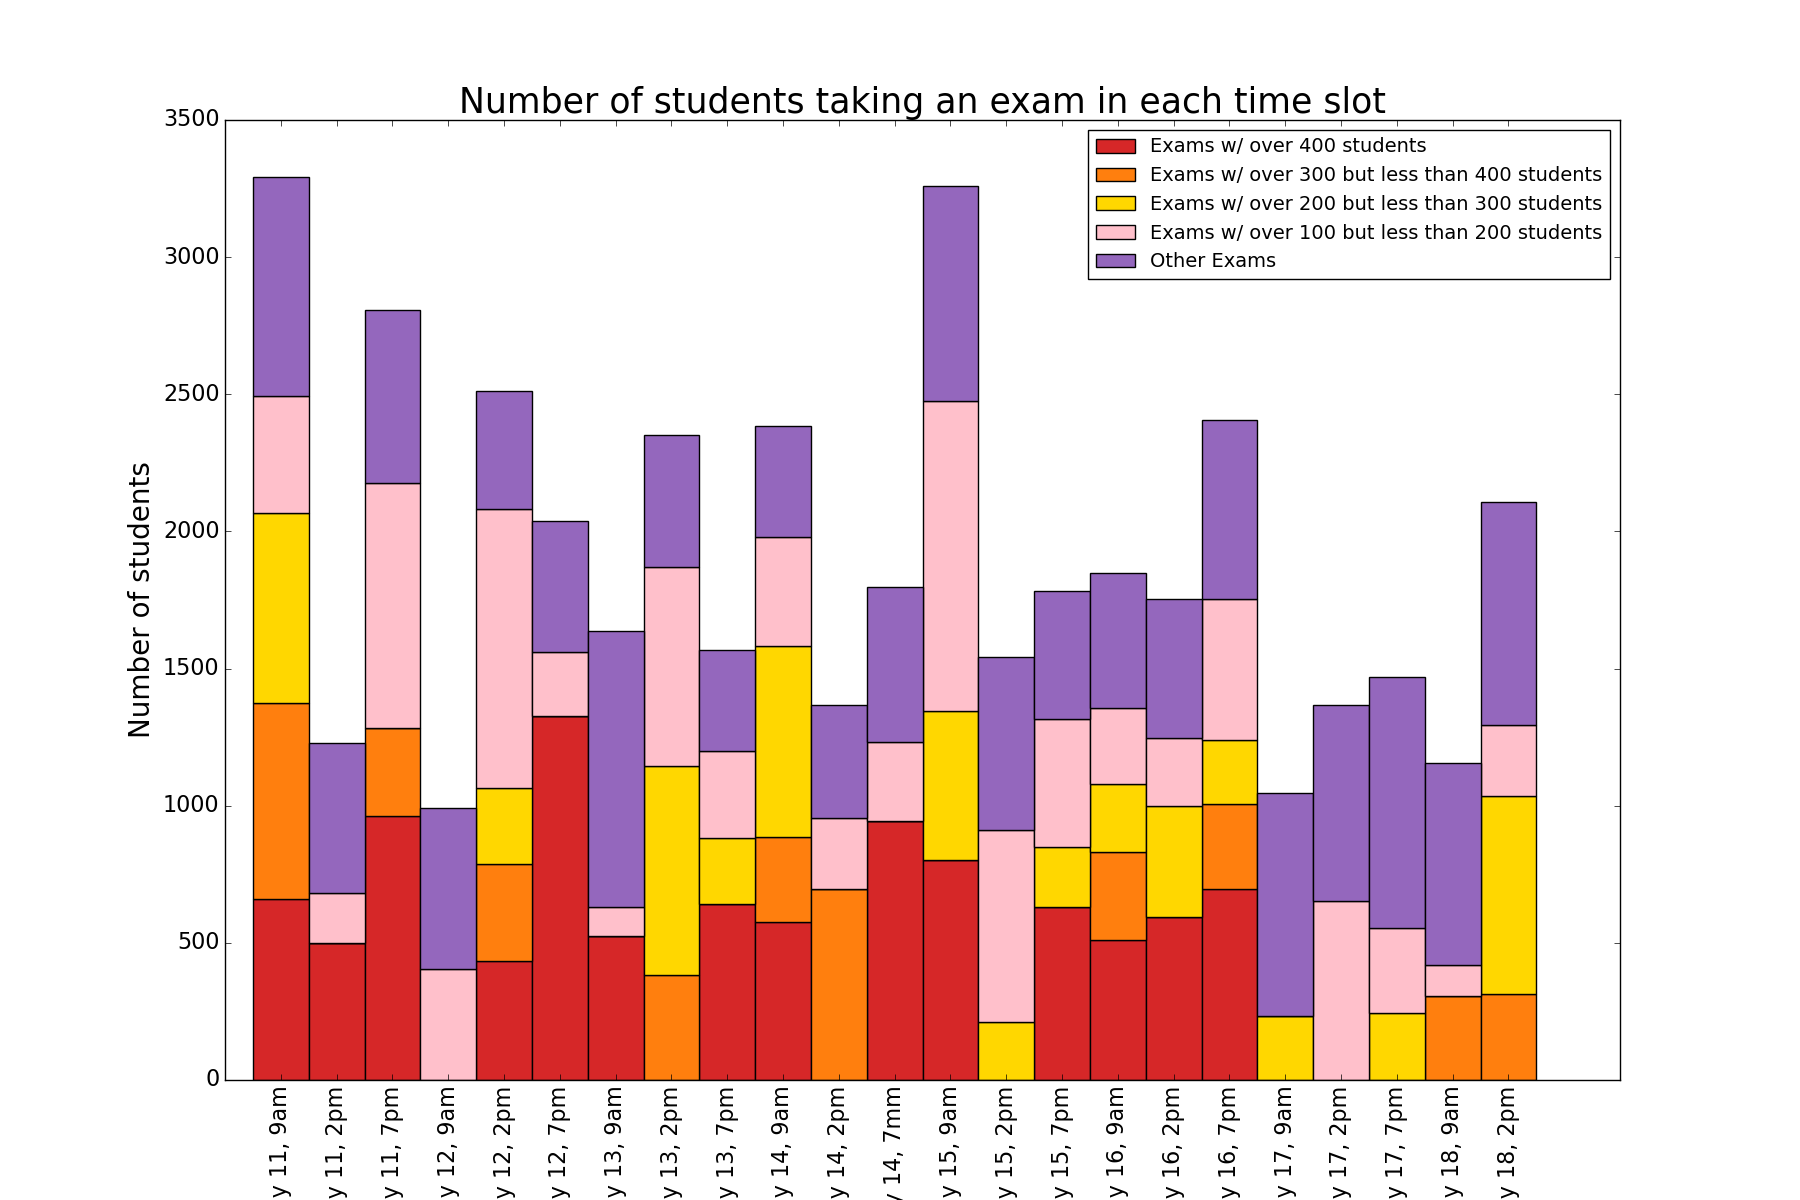 Number of students taking an exam in each time slot
3500
3000
2500
2000
1500
1000
500
0
Number of students
Exams w/ over 400 students
Exams w/ over 300 but less than 400 students
Exams w/ over 200 but less than 300 students
Exams w/ over 100 but less than 200 students
Other Exams
y 11, 9am
y 11, 2pm
y 11, 7pm
y 12, 9am
y 12, 2pm
y 12, 7pm
y 13, 9am
y 13, 2pm
y 13, 7pm
y 14, 9am
y 14, 2pm
y 14, 7mm
y 15, 9am
y 15, 2pm
y 15, 7pm
y 16, 9am
y 16, 2pm
y 16, 7pm
y 17, 9am
y 17, 2pm
y 17, 7pm
y 18, 9am
y 18, 2pm